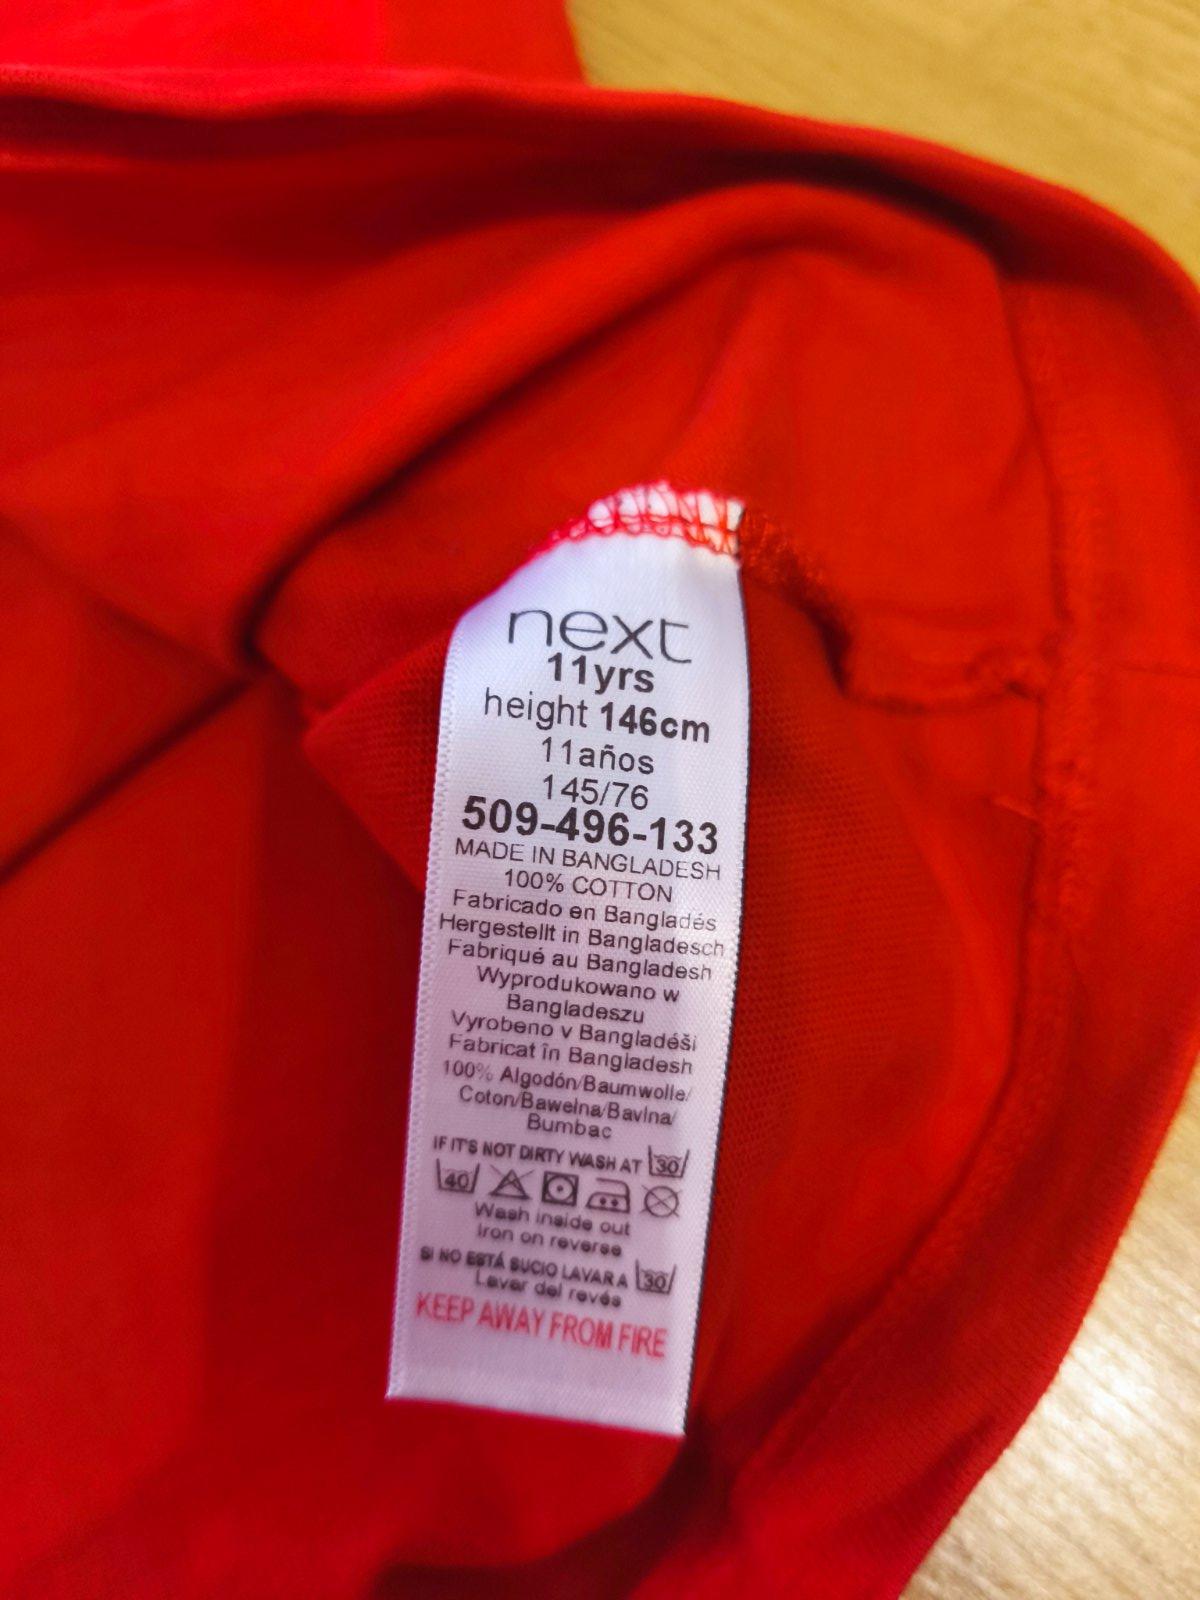 next
11yrs
height 146cm
11años
145/76
509-496-133
MADE IN BANGLADESH
100% COTTON
Fabricado en Bangladés
Hergestellt in Bangladesch
Fabriqué au Bangladesh
Wyprodukowano w
Bangladeszu
Vyrobeno v Bangladéši
Fabricat în Bangladesh
100% Algodón/Baumwolle/
Coton/Bawełna/Bavlna/
Bumbac
IF IT'S NOT DIRTY WASH AT 30
40
Wash inside out
Iron on reverse
SI NO ESTÁ SUCIO LAVAR A 30
Lavar del revés
KEEP AWAY FROM FIRE